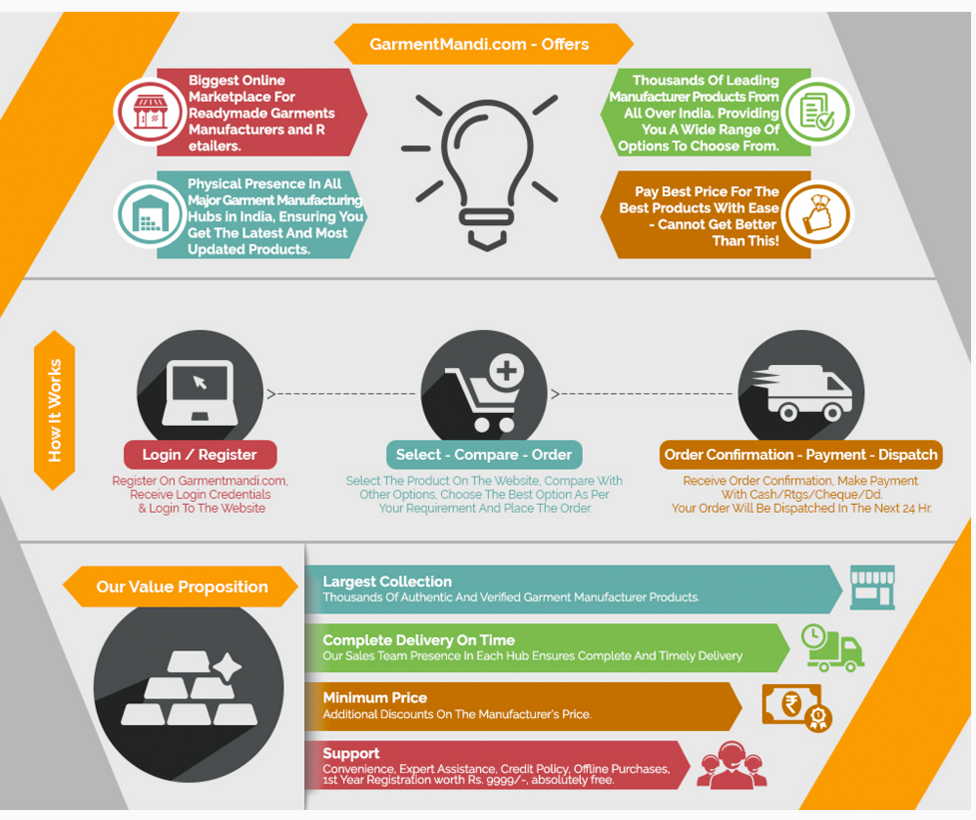 GarmentMandi.com - Offers
Biggest Online
Marketplace For
Readymade Garments
Manufacturers and R
etailers.
Thousands Of Leading
Manufacturer Products From
All Over India. Providing
You A Wide Range Of
Options To Choose From.
Physical Presence In All
Major Garment Manufacturing
Hubs in India, Ensuring You
Get The Latest And Most
Updated Products.
Pay Best Price For The
Best Products With Ease
- Cannot Get Better
Than This!
How It Works
Login / Register
Register On Garmentmandi.com,
Receive Login Credentials
& Login To The Website
Select - Compare - Order
Select The Product On The Website, Compare With
Other Options, Choose The Best Option As Per
Your Requirement And Place The Order.
Order Confirmation - Payment - Dispatch
Receive Order Confirmation, Make Payment
With Cash/Rtgs/Cheque/Dd.
Your Order Will Be Dispatched In The Next 24 Hr.
Our Value Proposition
Largest Collection
Thousands Of Authentic And Verified Garment Manufacturer Products.
Complete Delivery On Time
Our Sales Team Presence In Each Hub Ensures Complete And Timely Delivery
Minimum Price
Additional Discounts On The Manufacturer's Price.
₹
Support
Convenience, Expert Assistance, Credit Policy, Offline Purchases,
1st Year Registration worth Rs. 9999/-, absolutely free.